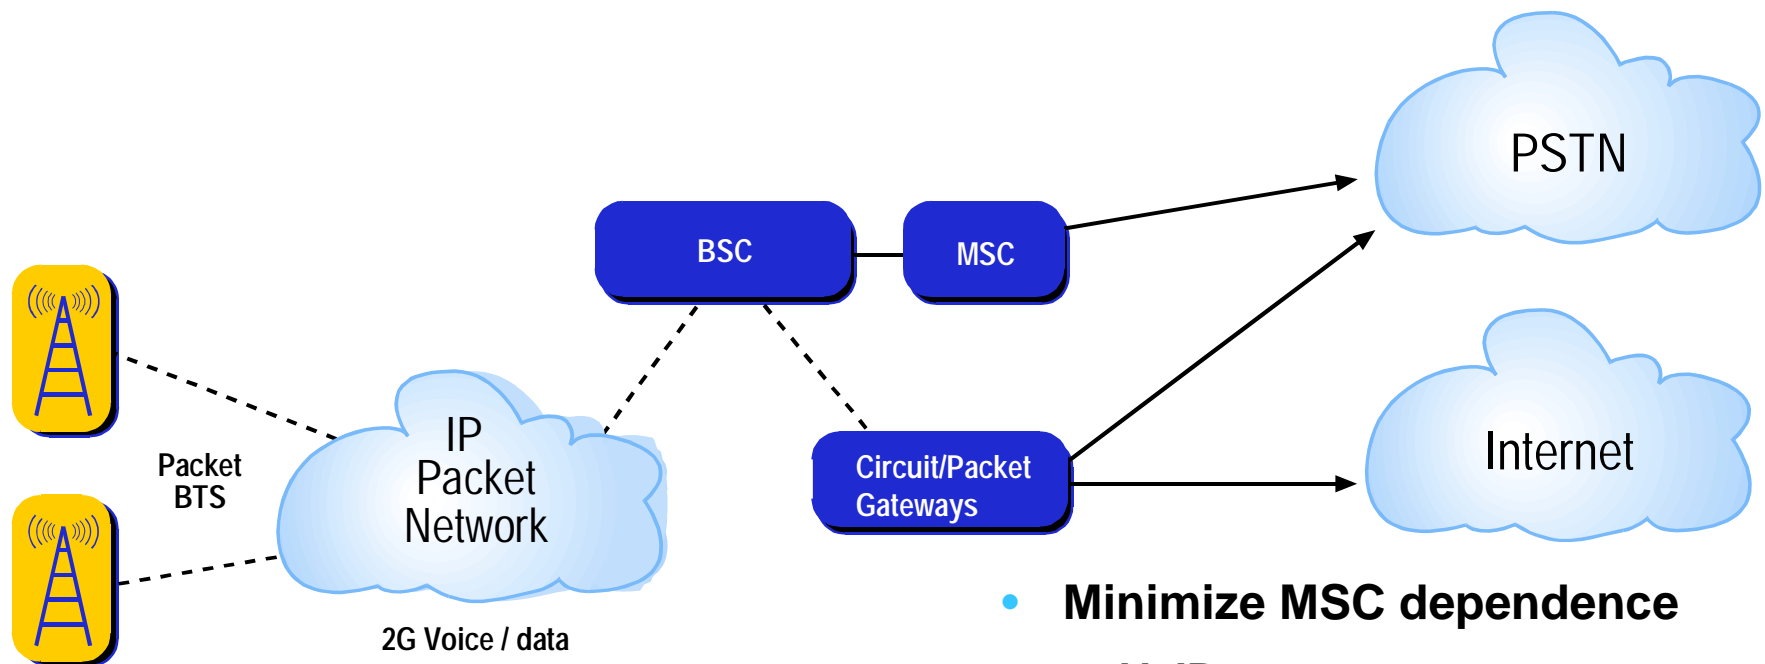 PSTN
BSC
MSC
Internet
Circuit/Packet
Gateways
IP
Packet
Network
Packet
BTS
2G Voice / data
• Minimize MSC dependence